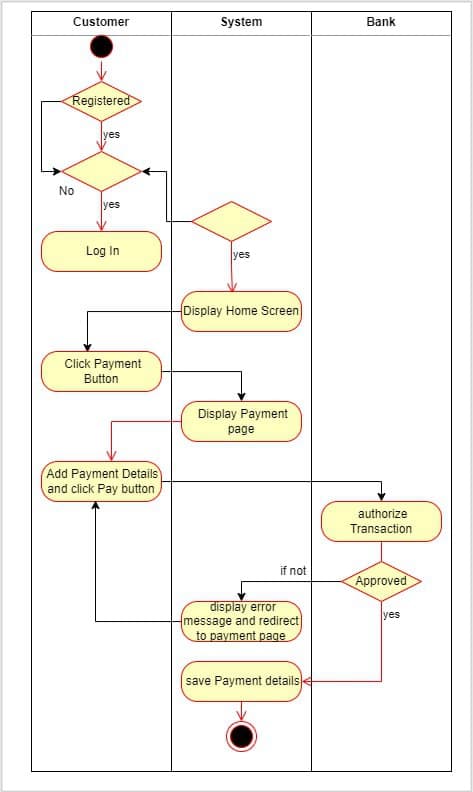 Customer
System
Bank
Registered
yes
No
yes
Log In
yes
Display Home Screen
Click Payment
Button
Display Payment
page
Add Payment Details
and click Pay button
authorize
Transaction
if not
Approved
display error
message and redirect
to payment page
yes
save Payment details